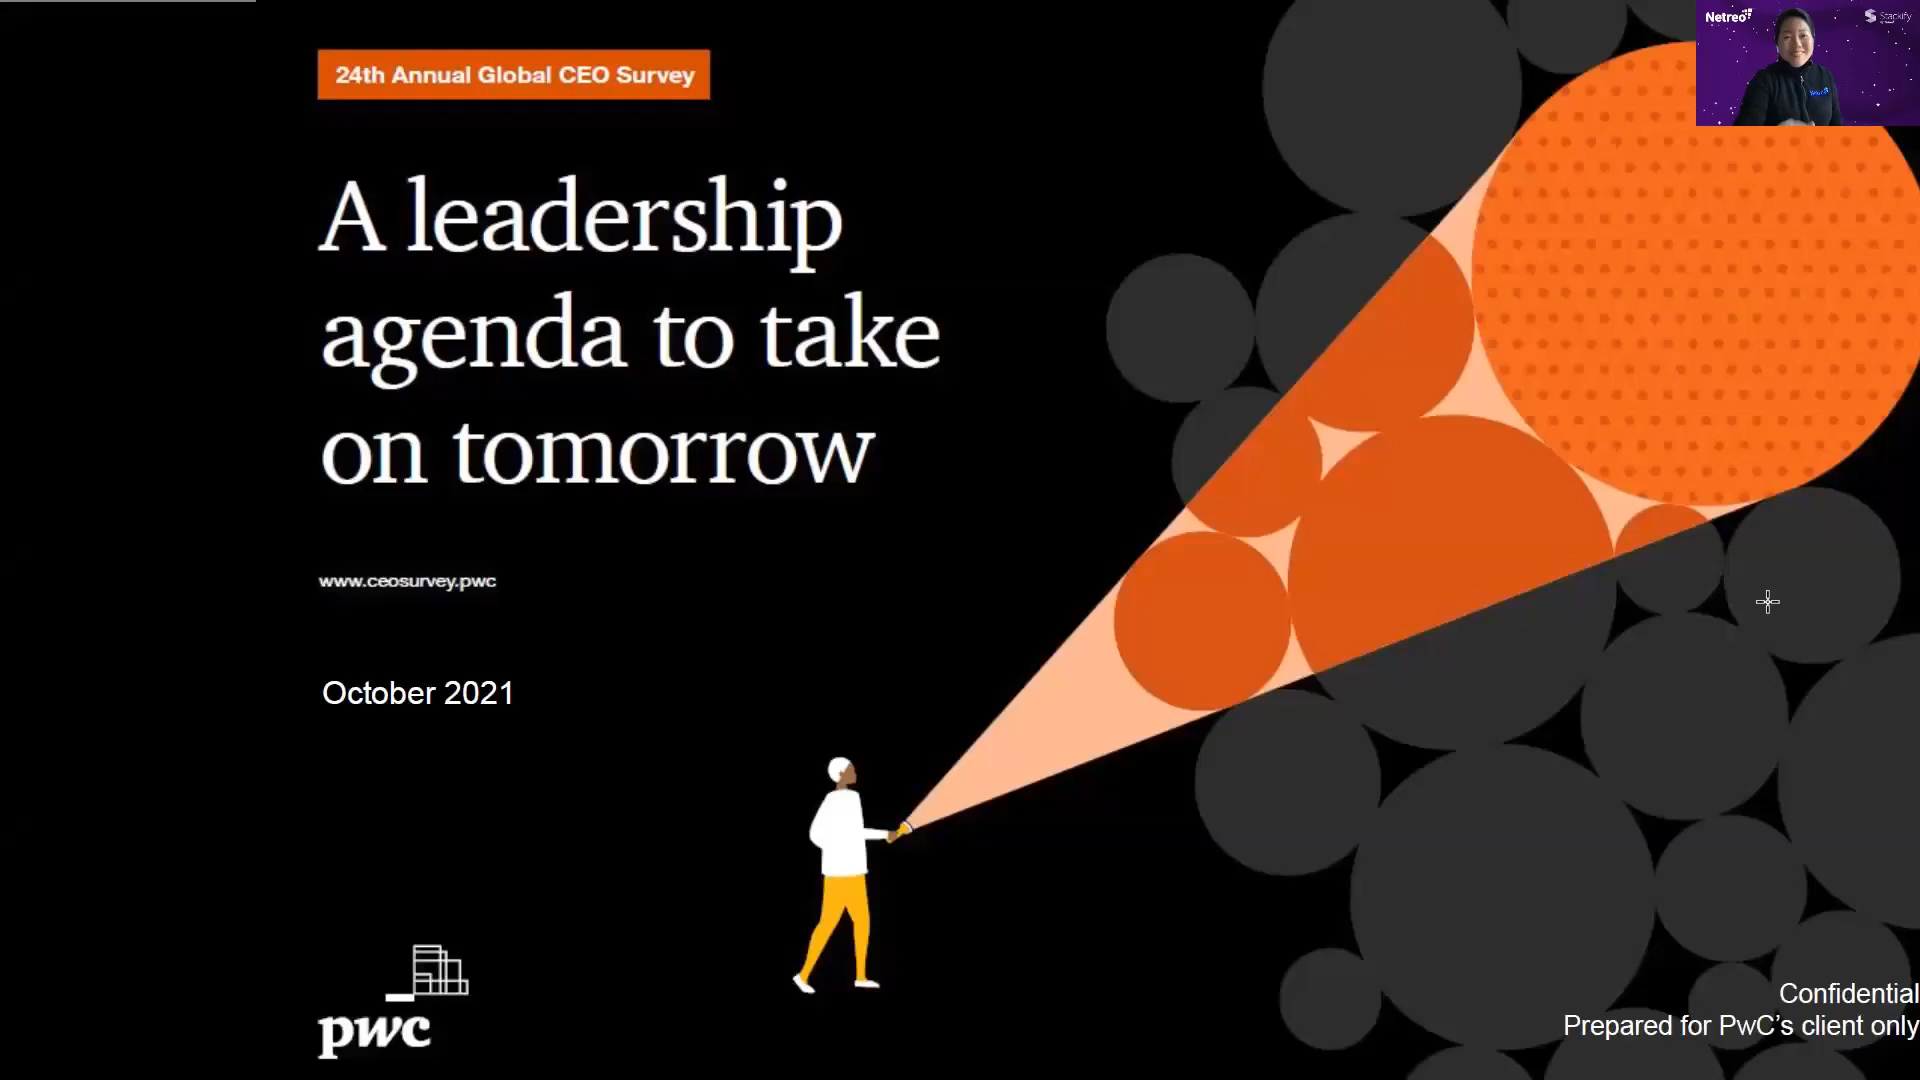 24th Annual Global CEO Survey
Netreo
Stackify
A leadership
agenda to take
on tomorrow
www.ceosurvey.pwc
October 2021
pwc
Confidential
Prepared for PwC's client only